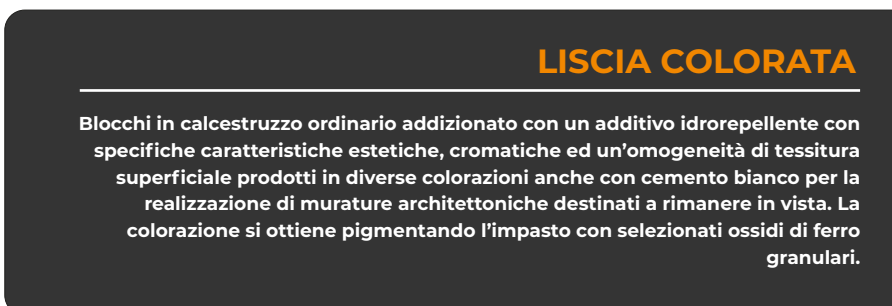 LISCIA COLORATA
Blocchi in calcestruzzo ordinario addizionato con un additivo idrorepellente con
specifiche caratteristiche estetiche, cromatiche ed un’omogeneità di tessitura
superficiale prodotti in diverse colorazioni anche con cemento bianco per la
realizzazione di murature architettoniche destinati a rimanere in vista. La
colorazione si ottiene pigmentando l’impasto con selezionati ossidi di ferro
granulari.